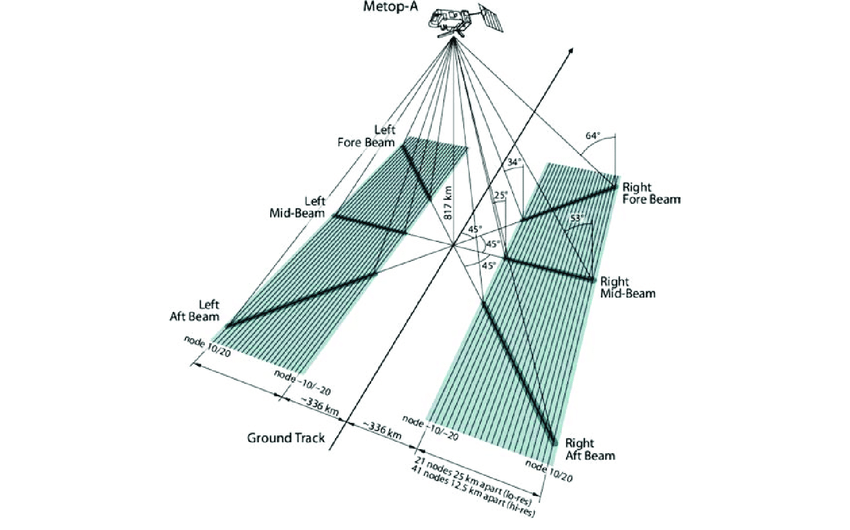 Metop-A
64°
Left
Fore Beam
34°
Right
Fore Beam
25°
817 km
Left
Mid-Beam
53°
45°
45°
45°
Right
Mid-Beam
Left
Aft Beam
node 10/20
node -10/-20
~336 km
~336 km
node -10/-20
Ground Track
Right
Aft Beam
node 10/20
21 nodes 25 km apart (lo-res)
41 nodes 12.5 km apart (hi-res)